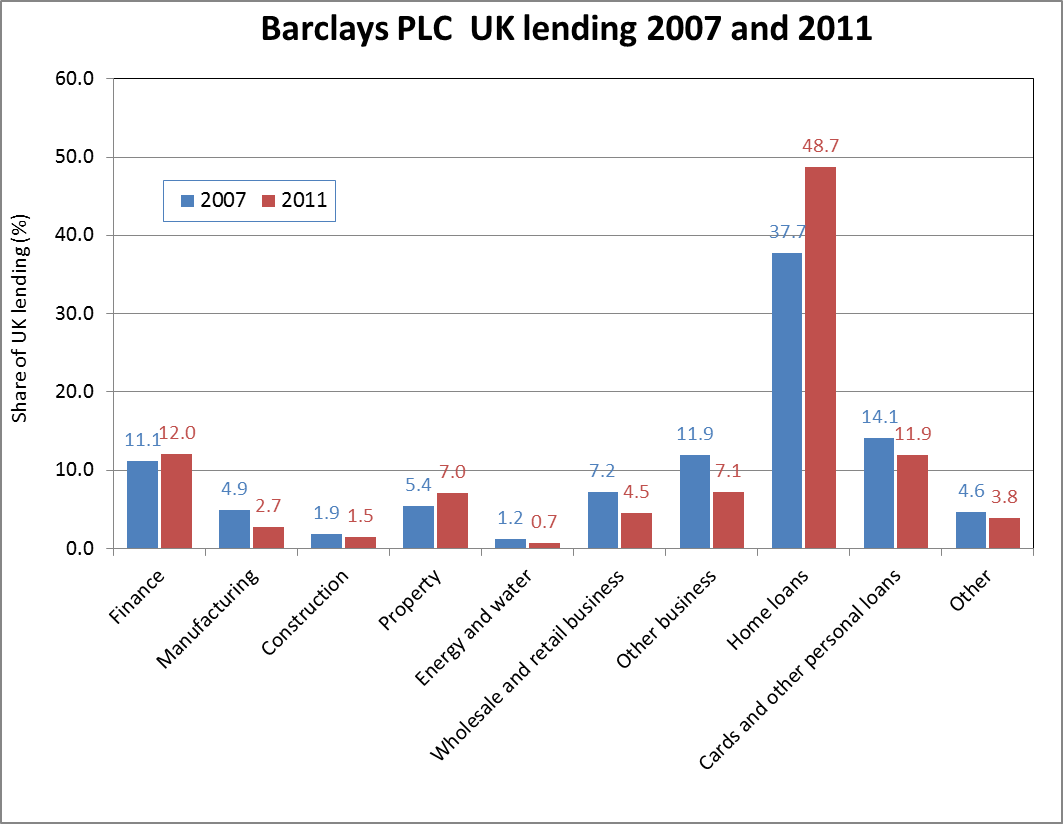 Barclays PLC  UK lending 2007 and 2011
Share of UK lending (%)
60.0
50.0
40.0
30.0
20.0
10.0
0.0
2007 2011
11.1 12.0
4.9 2.7
1.9 1.5
5.4 7.0
1.2 0.7
7.2 4.5
11.9 7.1
37.7 48.7
14.1 11.9
4.6 3.8
Finance
Manufacturing
Construction
Property
Energy and water
Wholesale and retail business
Other business
Home loans
Cards and other personal loans
Other